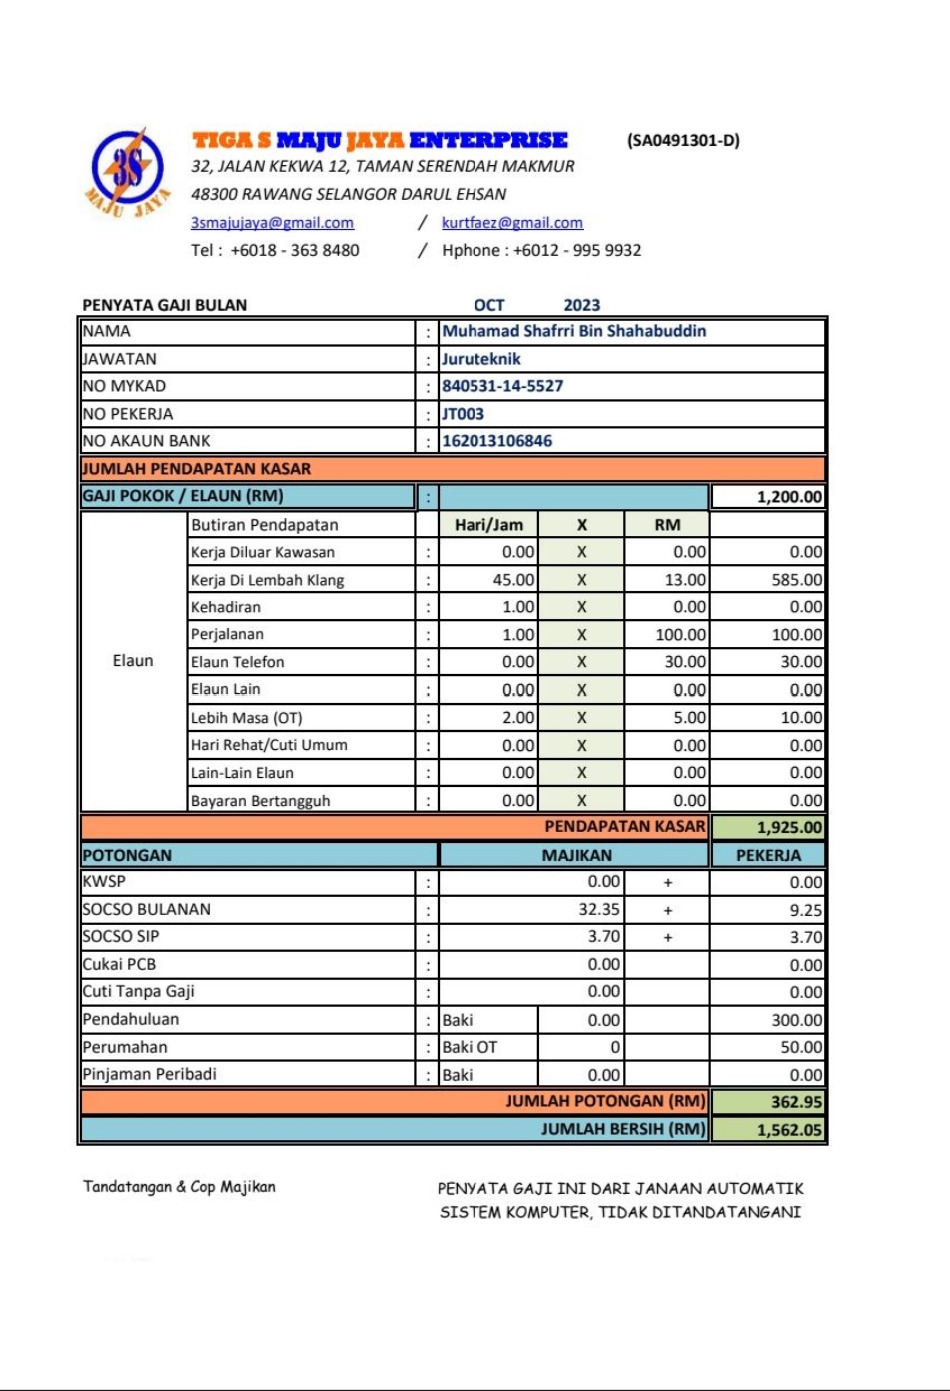 3S
MAJU JAYA
TIGA S MAJU JAYA ENTERPRISE (SA0491301-D)
32, JALAN KEKWA 12, TAMAN SERENDAH MAKMUR
48300 RAWANG SELANGOR DARUL EHSAN
3smajujaya@gmail.com / kurtfaez@gmail.com
Tel : +6018 - 363 8480 / Hphone : +6012 - 995 9932
PENYATA GAJI BULAN OCT 2023
NAMA : Muhamad Shafrri Bin Shahabuddin
JAWATAN : Juruteknik
NO MYKAD : 840531-14-5527
NO PEKERJA : JT003
NO AKAUN BANK : 162013106846
JUMLAH PENDAPATAN KASAR
GAJI POKOK / ELAUN (RM) : 1,200.00
Butiran Pendapatan Hari/Jam X RM
Kerja Diluar Kawasan : 0.00 X 0.00 0.00
Kerja Di Lembah Klang : 45.00 X 13.00 585.00
Kehadiran : 1.00 X 0.00 0.00
Perjalanan : 1.00 X 100.00 100.00
Elaun Elaun Telefon : 0.00 X 30.00 30.00
Elaun Lain : 0.00 X 0.00 0.00
Lebih Masa (OT) : 2.00 X 5.00 10.00
Hari Rehat/Cuti Umum : 0.00 X 0.00 0.00
Lain-Lain Elaun : 0.00 X 0.00 0.00
Bayaran Bertangguh : 0.00 X 0.00 0.00
PENDAPATAN KASAR 1,925.00
POTONGAN MAJIKAN PEKERJA
KWSP : 0.00 + 0.00
SOCSO BULANAN : 32.35 + 9.25
SOCSO SIP : 3.70 + 3.70
Cukai PCB : 0.00 0.00
Cuti Tanpa Gaji : 0.00 0.00
Pendahuluan : Baki 0.00 300.00
Perumahan : Baki OT 0 50.00
Pinjaman Peribadi : Baki 0.00 0.00
JUMLAH POTONGAN (RM) 362.95
JUMLAH BERSIH (RM) 1,562.05
Tandatangan & Cop Majikan PENYATA GAJI INI DARI JANAAN AUTOMATIK
SISTEM KOMPUTER, TIDAK DITANDATANGANI